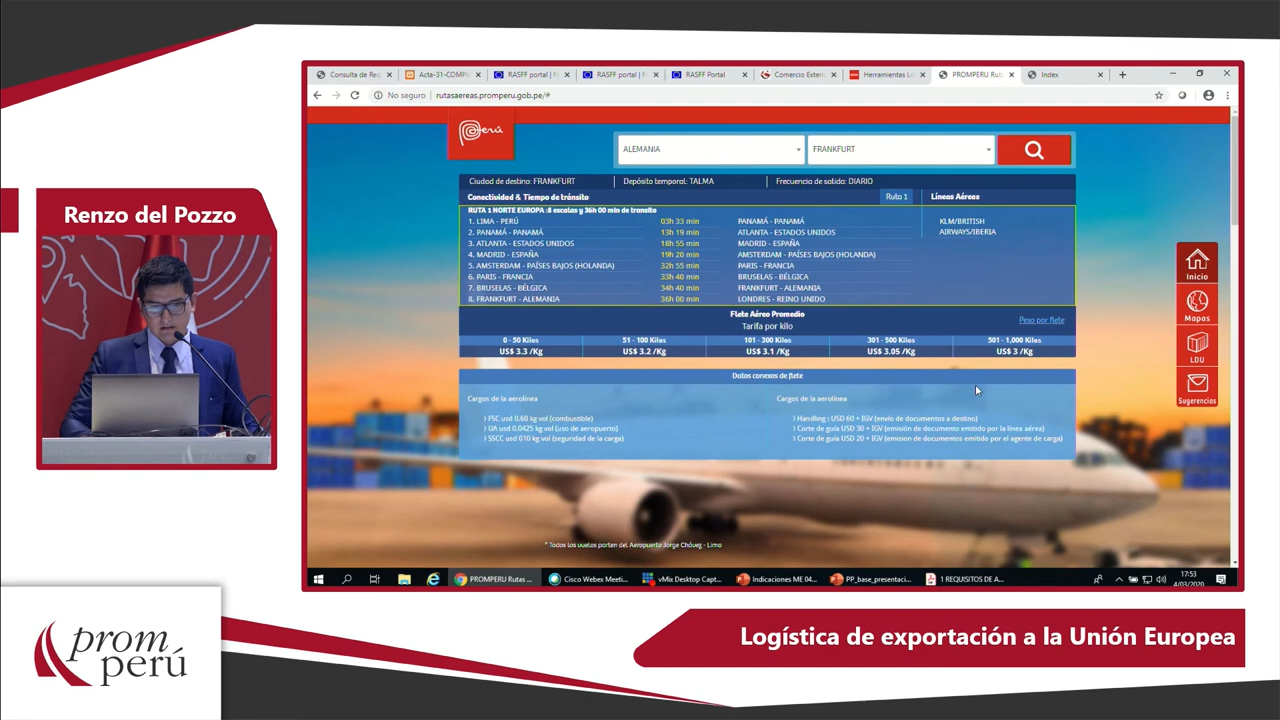 Renzo del Pozzo
Consulta de Req
Acta-31-COMPI
RASFF portal | F
RASFF portal | F
RASFF Portal
Comercio Exteri
Herramientas Lo
PROMPERU Ruta
Index
No seguro
rutasaereas.promperu.gob.pe/#
Perú
ALEMANIA
FRANKFURT
Ciudad de destino: FRANKFURT
Depósito temporal: TALMA
Frecuencia de salida: DIARIO
Conectividad & Tiempo de tránsito
Ruta 1
Líneas Aéreas
RUTA 1 NORTE EUROPA :8 escalas y 36h 00 min de transito
1. LIMA - PERÚ 03h 33 min PANAMÁ - PANAMÁ KLM/BRITISH
2. PANAMÁ - PANAMÁ 13h 19 min ATLANTA - ESTADOS UNIDOS AIRWAYS/IBERIA
3. ATLANTA - ESTADOS UNIDOS 18h 55 min MADRID - ESPAÑA
4. MADRID - ESPAÑA 19h 20 min AMSTERDAM - PAÍSES BAJOS (HOLANDA)
5. AMSTERDAM - PAÍSES BAJOS (HOLANDA) 32h 55 min PARIS - FRANCIA
6. PARIS - FRANCIA 33h 40 min BRUSELAS - BÉLGICA
7. BRUSELAS - BÉLGICA 34h 40 min FRANKFURT - ALEMANIA
8. FRANKFURT - ALEMANIA 36h 00 min LONDRES - REINO UNIDO
Flete Aéreo Promedio
Tarifa por kilo
Peso por flete
0 - 50 Kilos 51 - 100 Kilos 101 - 300 Kilos 301 - 500 Kilos 501 - 1,000 Kilos
US$ 3.3 /Kg US$ 3.2 /Kg US$ 3.1 /Kg US$ 3.05 /Kg US$ 3 /Kg
Datos conexos de flete
Cargos de la aerolínea
FSC usd 0.60 kg vol (combustible)
UA usd 0.0425 kg vol (uso de aeropuerto)
SSCC usd 010 kg vol (seguridad de la carga)
Cargos de la aerolínea
Handling : USD 60 + IGV (envío de documentos a destino)
Corte de guía USD 30 + IGV (emisión de documento emitido por la línea aérea)
Corte de guía USD 20 + IGV (emision de documentos emitido por el agente de carga)
* Todos los vuelos parten del Aeropuerto Jorge Chávez - Lima
Inicio
Mapas
LDU
Sugerencias
PROMPERU Rutas ...
Cisco Webex Meeti...
vMix Desktop Capt...
Indicaciones ME 04...
PP_base_presentaci...
1 REQUISITOS DE A...
17:53
4/03/2020
prom
perú
Logística de exportación a la Unión Europea